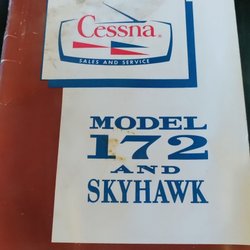 Cessna®
SALES AND SERVICE
MODEL
172
AND
SKYHAWK